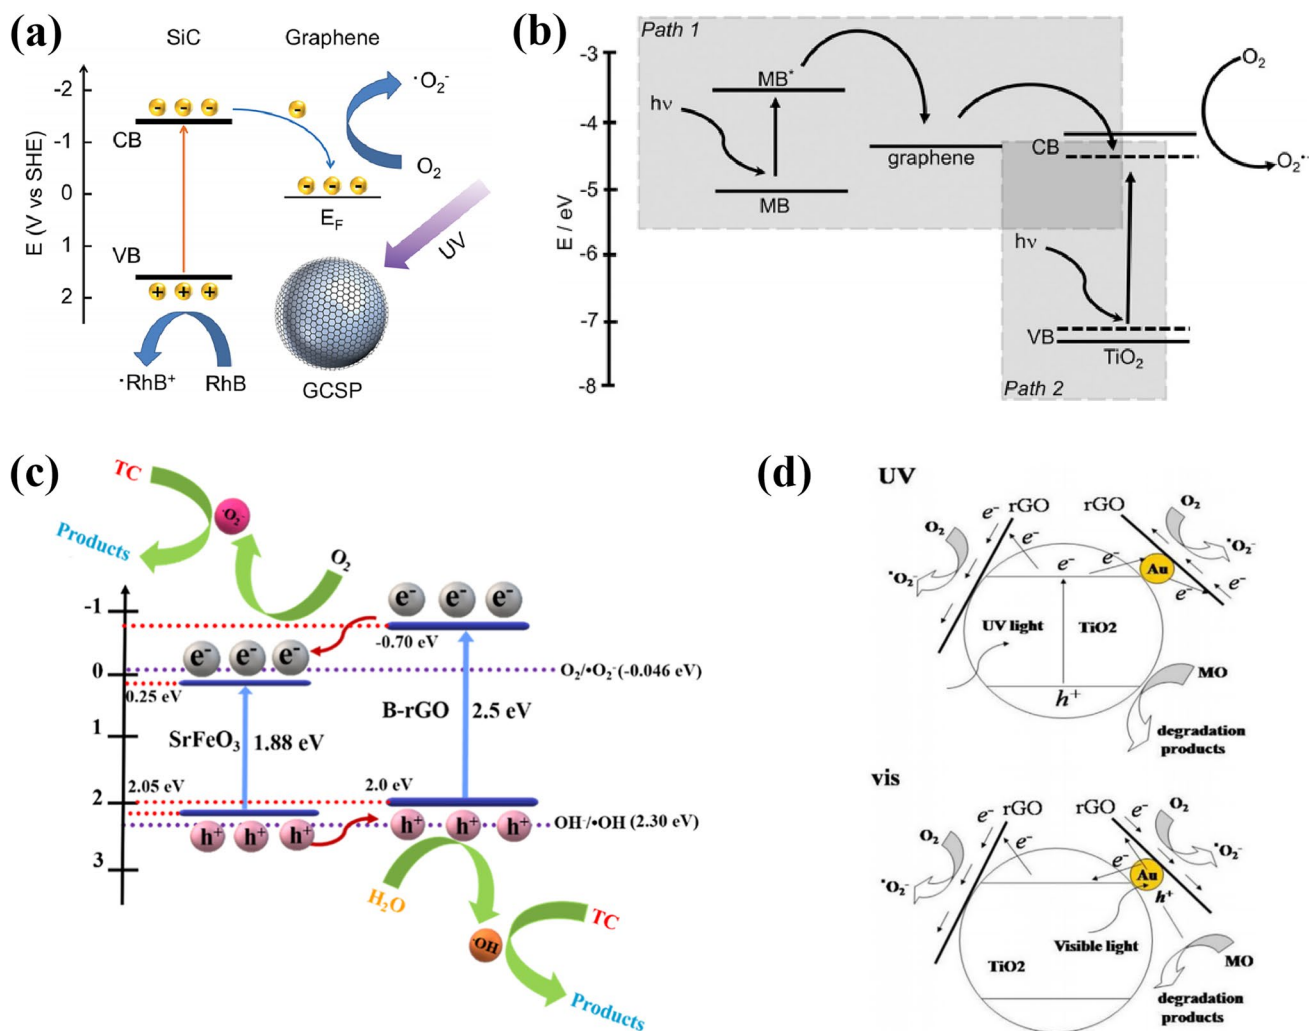 (a)
SiC
Graphene
E (V vs SHE)
-2
-1
0
1
2
CB
VB
·O₂⁻
O₂
E_F
UV
·RhB⁺
RhB
GCSP
(b)
Path 1
-3
-4
-5
-6
-7
-8
E / eV
hν
MB*
MB
graphene
CB
O₂
O₂•-
hν
VB
TiO₂
Path 2
(c)
TC
·O₂⁻
Products
O₂
-1
0
1
2
3
e⁻ e⁻ e⁻
-0.70 eV
e⁻ e⁻ e⁻
O₂/•O₂⁻(-0.046 eV)
0.25 eV
B-rGO
2.5 eV
SrFeO₃
1.88 eV
2.05 eV
2.0 eV
h⁺ h⁺ h⁺
h⁺ h⁺ h⁺
OH⁻/•OH (2.30 eV)
H₂O
·OH
TC
Products
(d)
UV
O₂
e⁻
rGO
rGO
O₂
•O₂⁻
e⁻
e⁻
e⁻
Au
•O₂⁻
e⁻
e⁻
UV light
TiO2
h⁺
MO
degradation
products
vis
O₂
e⁻
rGO
rGO
e⁻
O₂
•O₂⁻
e⁻
e⁻
Au
h⁺
•O₂⁻
Visible light
TiO2
MO
degradation
products